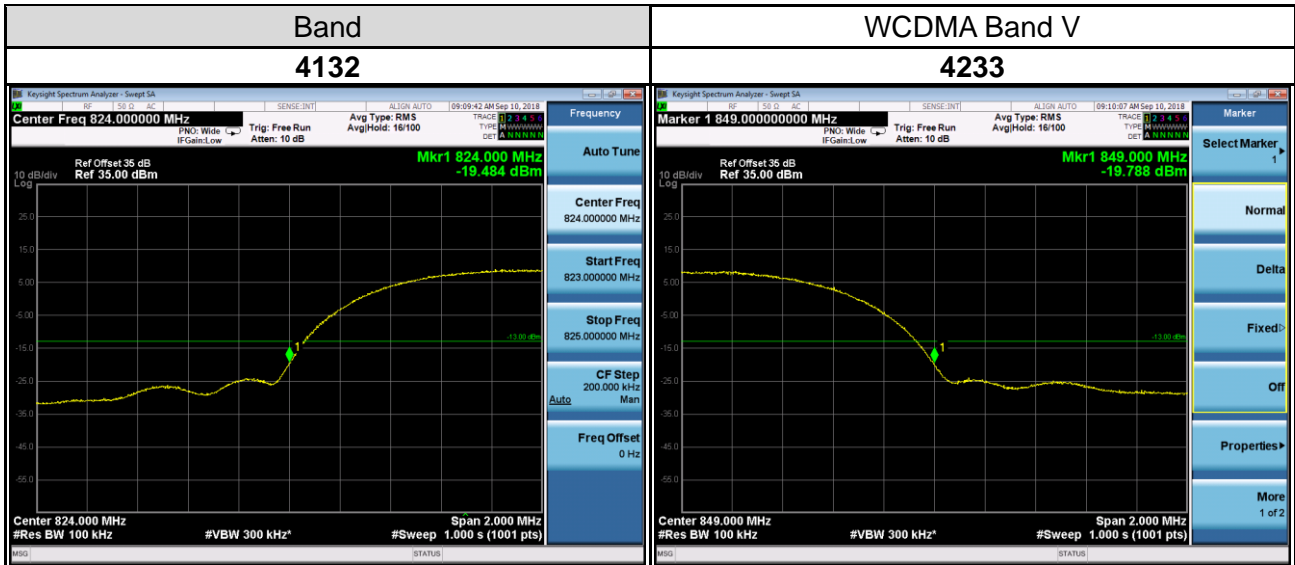 Band WCDMA Band V
4132 4233
Keysight Spectrum Analyzer - Swept SA
RF 50 Ω AC SENSE:INT ALIGN AUTO 09:09:42 AM Sep 10, 2018
Center Freq 824.000000 MHz
PNO: Wide
IFGain:Low
Trig: Free Run
Atten: 10 dB
Avg Type: RMS
Avg|Hold: 16/100
TRACE 1 2 3 4 5 6
TYPE M WWWWW
DET A N N N N N
Ref Offset 35 dB
Ref 35.00 dBm
10 dB/div
Log
Mkr1 824.000 MHz
-19.484 dBm
25.0
15.0
5.00
-5.00
-15.0
-25.0
-35.0
-45.0
-55.0
-13.00 dBm
1
Center 824.000 MHz
#Res BW 100 kHz
#VBW 300 kHz*
Span 2.000 MHz
#Sweep 1.000 s (1001 pts)
MSG STATUS
Frequency
Auto Tune
Center Freq
824.000000 MHz
Start Freq
823.000000 MHz
Stop Freq
825.000000 MHz
CF Step
200.000 kHz
Auto Man
Freq Offset
0 Hz
Keysight Spectrum Analyzer - Swept SA
RF 50 Ω AC SENSE:INT ALIGN AUTO 09:10:07 AM Sep 10, 2018
Marker 1 849.000000000 MHz
PNO: Wide
IFGain:Low
Trig: Free Run
Atten: 10 dB
Avg Type: RMS
Avg|Hold: 16/100
TRACE 1 2 3 4 5 6
TYPE M WWWWW
DET A N N N N N
Ref Offset 35 dB
Ref 35.00 dBm
10 dB/div
Log
Mkr1 849.000 MHz
-19.788 dBm
25.0
15.0
5.00
-5.00
-15.0
-25.0
-35.0
-45.0
-55.0
-13.00 dBm
1
Center 849.000 MHz
#Res BW 100 kHz
#VBW 300 kHz*
Span 2.000 MHz
#Sweep 1.000 s (1001 pts)
MSG STATUS
Marker
Select Marker
1
Normal
Delta
Fixed
Off
Properties
More
1 of 2